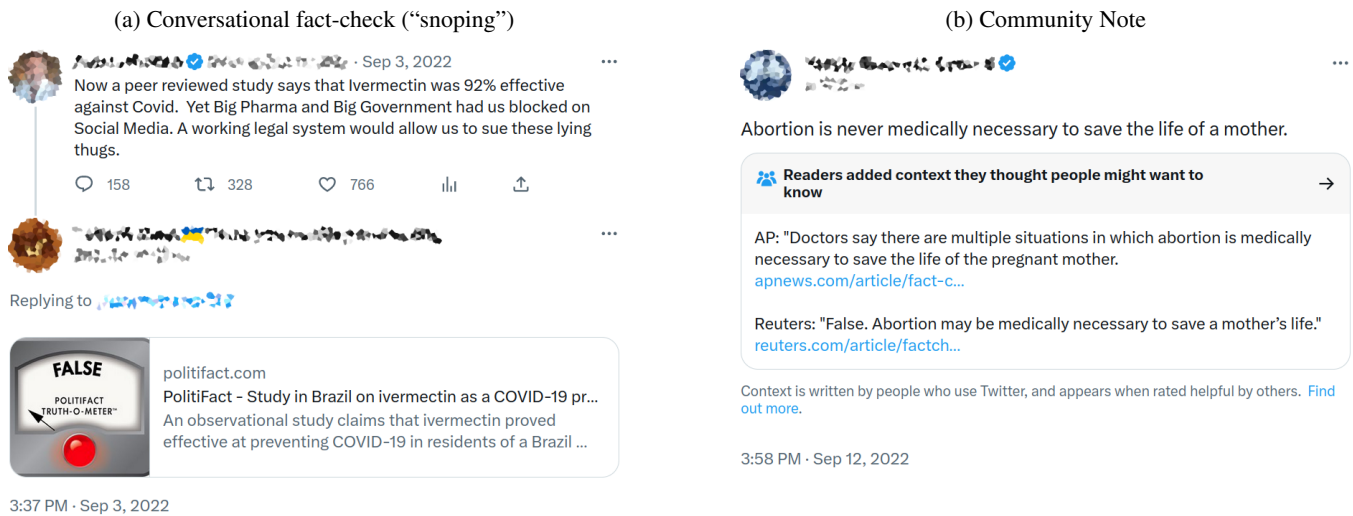 (a) Conversational fact-check (“snoping”)
· Sep 3, 2022
Now a peer reviewed study says that Ivermectin was 92% effective
against Covid.  Yet Big Pharma and Big Government had us blocked on
Social Media. A working legal system would allow us to sue these lying
thugs.
158
328
766
Replying to
FALSE
POLITIFACT
TRUTH-O-METER™
politifact.com
PolitiFact - Study in Brazil on ivermectin as a COVID-19 pr...
An observational study claims that ivermectin proved
effective at preventing COVID-19 in residents of a Brazil ...
3:37 PM · Sep 3, 2022
(b) Community Note
Abortion is never medically necessary to save the life of a mother.
Readers added context they thought people might want to
know
AP: "Doctors say there are multiple situations in which abortion is medically
necessary to save the life of the pregnant mother.
apnews.com/article/fact-c...
Reuters: "False. Abortion may be medically necessary to save a mother’s life."
reuters.com/article/factch...
Context is written by people who use Twitter, and appears when rated helpful by others.  Find
out more.
3:58 PM · Sep 12, 2022